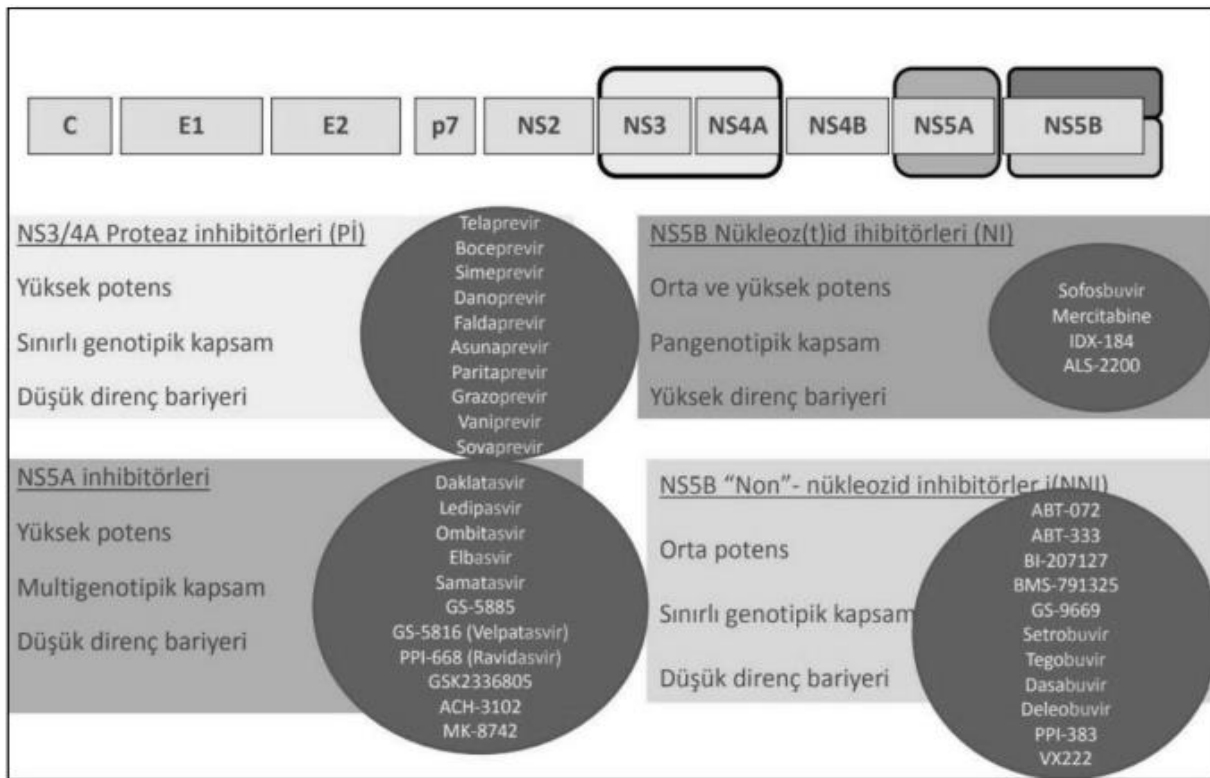 C
E1
E2
p7
NS2
NS3
NS4A
NS4B
NS5A
NS5B
NS3/4A Proteaz inhibitörleri (Pİ)
Yüksek potens
Sınırlı genotipik kapsam
Düşük direnç bariyeri
Telaprevir
Boceprevir
Simeprevir
Danoprevir
Faldaprevir
Asunaprevir
Paritaprevir
Grazoprevir
Vaniprevir
Sovaprevir
NS5B Nükleoz(t)id ihibitörleri (NI)
Orta ve yüksek potens
Pangenotipik kapsam
Yüksek direnç bariyeri
Sofosbuvir
Mercitabine
IDX-184
ALS-2200
NS5A inhibitörleri
Yüksek potens
Multigenotipik kapsam
Düşük direnç bariyeri
Daklatasvir
Ledipasvir
Ombitasvir
Elbasvir
Samatasvir
GS-5885
GS-5816 (Velpatasvir)
PPI-668 (Ravidasvir)
GSK2336805
ACH-3102
MK-8742
NS5B “Non”- nükleozid inhibitörler i(NNI)
Orta potens
Sınırlı genotipik kapsam
Düşük direnç bariyeri
ABT-072
ABT-333
BI-207127
BMS-791325
GS-9669
Setrobuvir
Tegobuvir
Dasabuvir
Deleobuvir
PPI-383
VX222